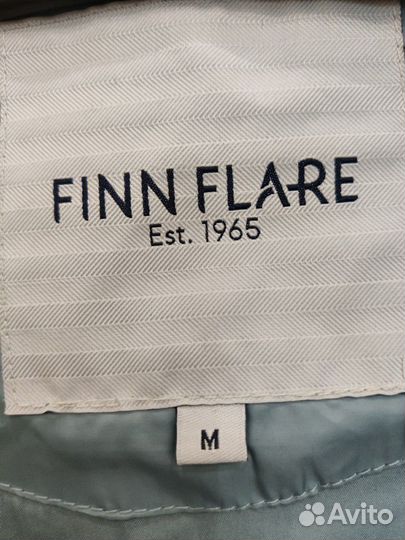 FINN FLARE
Est. 1965
M
Avito